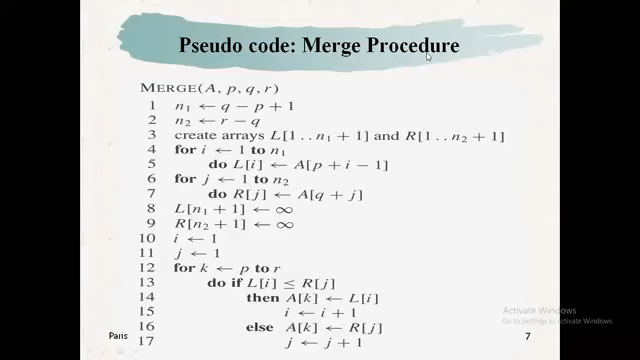 Pseudo code: Merge Procedure
MERGE(A, p, q, r)
1 n₁ ← q − p + 1
2 n₂ ← r − q
3 create arrays L[1 . . n₁ + 1] and R[1 . . n₂ + 1]
4 for i ← 1 to n₁
5 do L[i] ← A[p + i − 1]
6 for j ← 1 to n₂
7 do R[j] ← A[q + j]
8 L[n₁ + 1] ← ∞
9 R[n₂ + 1] ← ∞
10 i ← 1
11 j ← 1
12 for k ← p to r
13 do if L[i] ≤ R[j]
14 then A[k] ← L[i]
15 i ← i + 1
16 else A[k] ← R[j]
17 j ← j + 1
Paris
7
Activate Windows
Go to Settings to activate Windows.